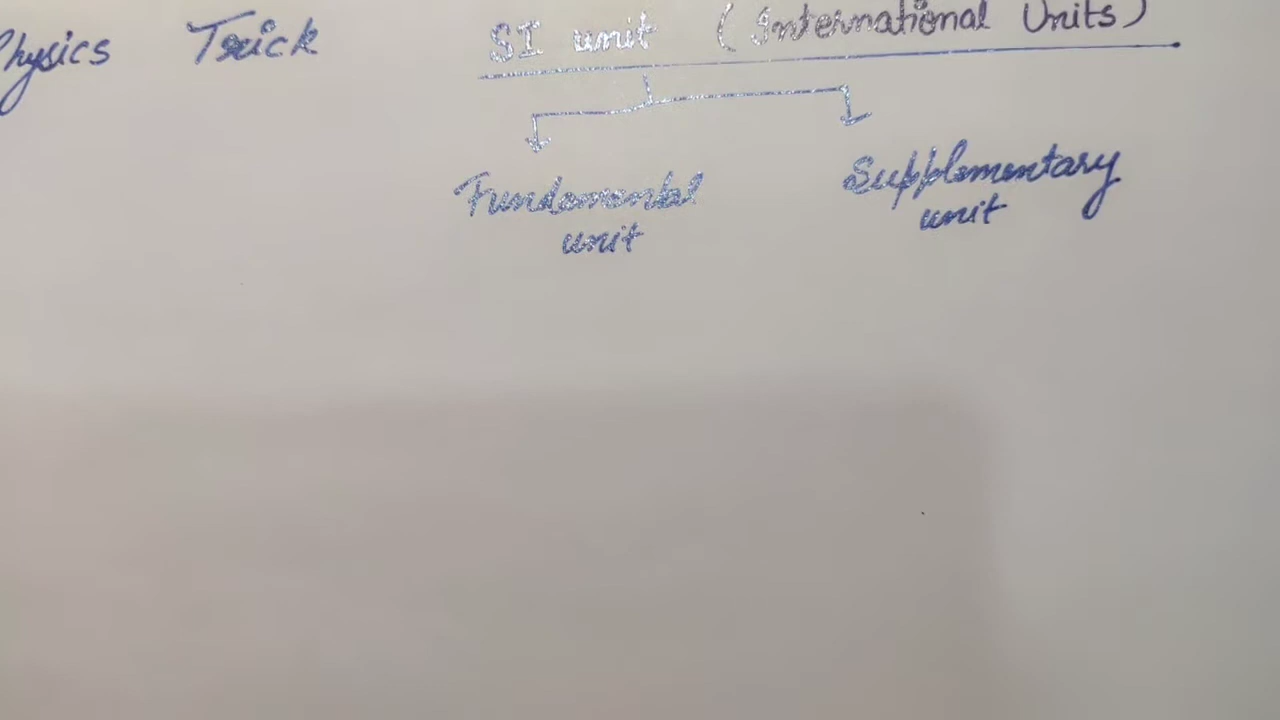 Physics Trick
SI unit (International Units)
Fundamental
unit
Supplementary
unit